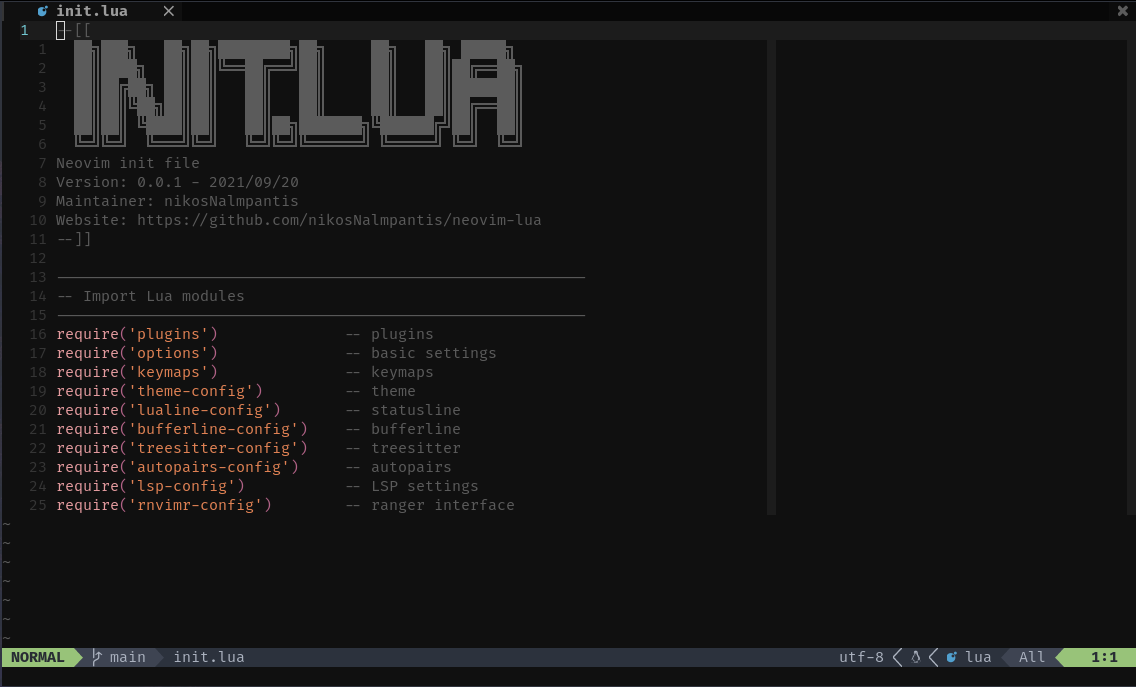 init.lua
1 --[[
1 INIT.LUA
2
3
4
5
6
7 Neovim init file
8 Version: 0.0.1 - 2021/09/20
9 Maintainer: nikosNalmpantis
10 Website: https://github.com/nikosNalmpantis/neovim-lua
11 --]]
12
13
14 -- Import Lua modules
15
16 require('plugins') -- plugins
17 require('options') -- basic settings
18 require('keymaps') -- keymaps
19 require('theme-config') -- theme
20 require('lualine-config') -- statusline
21 require('bufferline-config') -- bufferline
22 require('treesitter-config') -- treesitter
23 require('autopairs-config') -- autopairs
24 require('lsp-config') -- LSP settings
25 require('rnvimr-config') -- ranger interface
~
~
~
~
~
~
~
NORMAL main init.lua utf-8 lua All 1:1